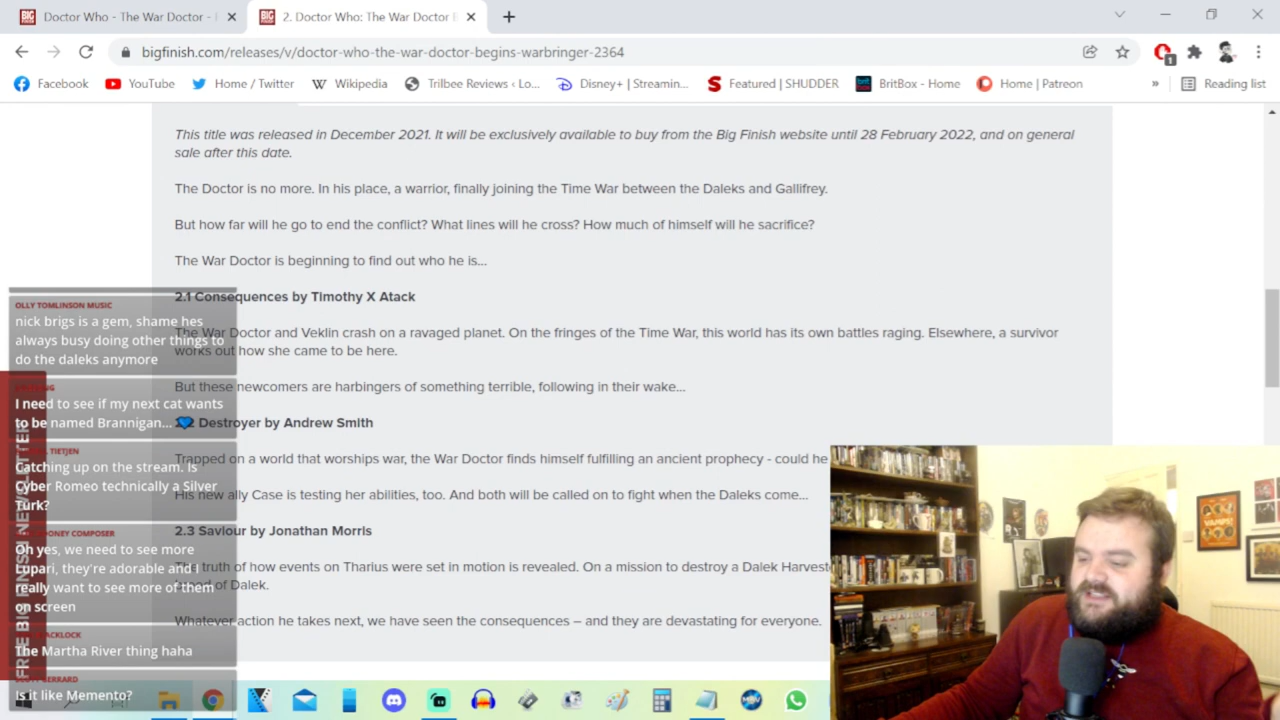 Doctor Who - The War Doctor -
2. Doctor Who: The War Doctor B
bigfinish.com/releases/v/doctor-who-the-war-doctor-begins-warbringer-2364
Facebook
YouTube
Home / Twitter
Wikipedia
Trilbee Reviews ‹ Lo...
Disney+ | Streamin...
Featured | SHUDDER
BritBox - Home
Home | Patreon
»
Reading list
This title was released in December 2021. It will be exclusively available to buy from the Big Finish website until 28 February 2022, and on general
sale after this date.
The Doctor is no more. In his place, a warrior, finally joining the Time War between the Daleks and Gallifrey.
But how far will he go to end the conflict? What lines will he cross? How much of himself will he sacrifice?
The War Doctor is beginning to find out who he is...
2.1 Consequences by Timothy X Atack
The War Doctor and Veklin crash on a ravaged planet. On the fringes of the Time War, this world has its own battles raging. Elsewhere, a survivor
works out how she came to be here.
But these newcomers are harbingers of something terrible, following in their wake...
Destroyer by Andrew Smith
Trapped on a world that worships war, the War Doctor finds himself fulfilling an ancient prophecy - could he
His new ally Case is testing her abilities, too. And both will be called on to fight when the Daleks come...
2.3 Saviour by Jonathan Morris
truth of how events on Tharius were set in motion is revealed. On a mission to destroy a Dalek Harvest
of Dalek.
Whatever action he takes next, we have seen the consequences – and they are devastating for everyone.
OLLY TOMLINSON MUSIC
nick brigs is a gem, shame hes
always busy doing other things to
do the daleks anymore
I need to see if my next cat wants
to be named Brannigan...
TIETJEN
Catching up on the stream. Is
Cyber Romeo technically a Silver
Turk?
COMPOSER
Oh yes, we need to see more
Lupari, they're adorable and I
really want to see more of them
on screen
The Martha River thing haha
Is it like Memento?
FREE BIG FINISH NEWSLETTER
VAMPS!